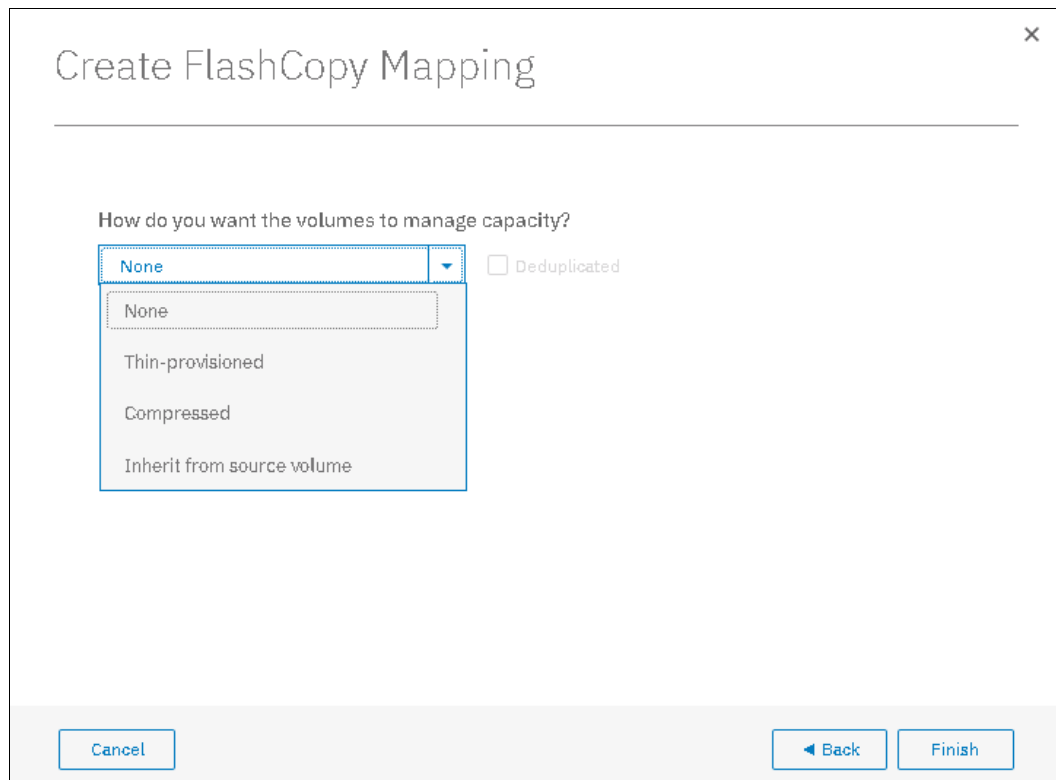 Create FlashCopy Mapping
How do you want the volumes to manage capacity?
None
Deduplicated
None
Thin-provisioned
Compressed
Inherit from source volume
Cancel
Back
Finish